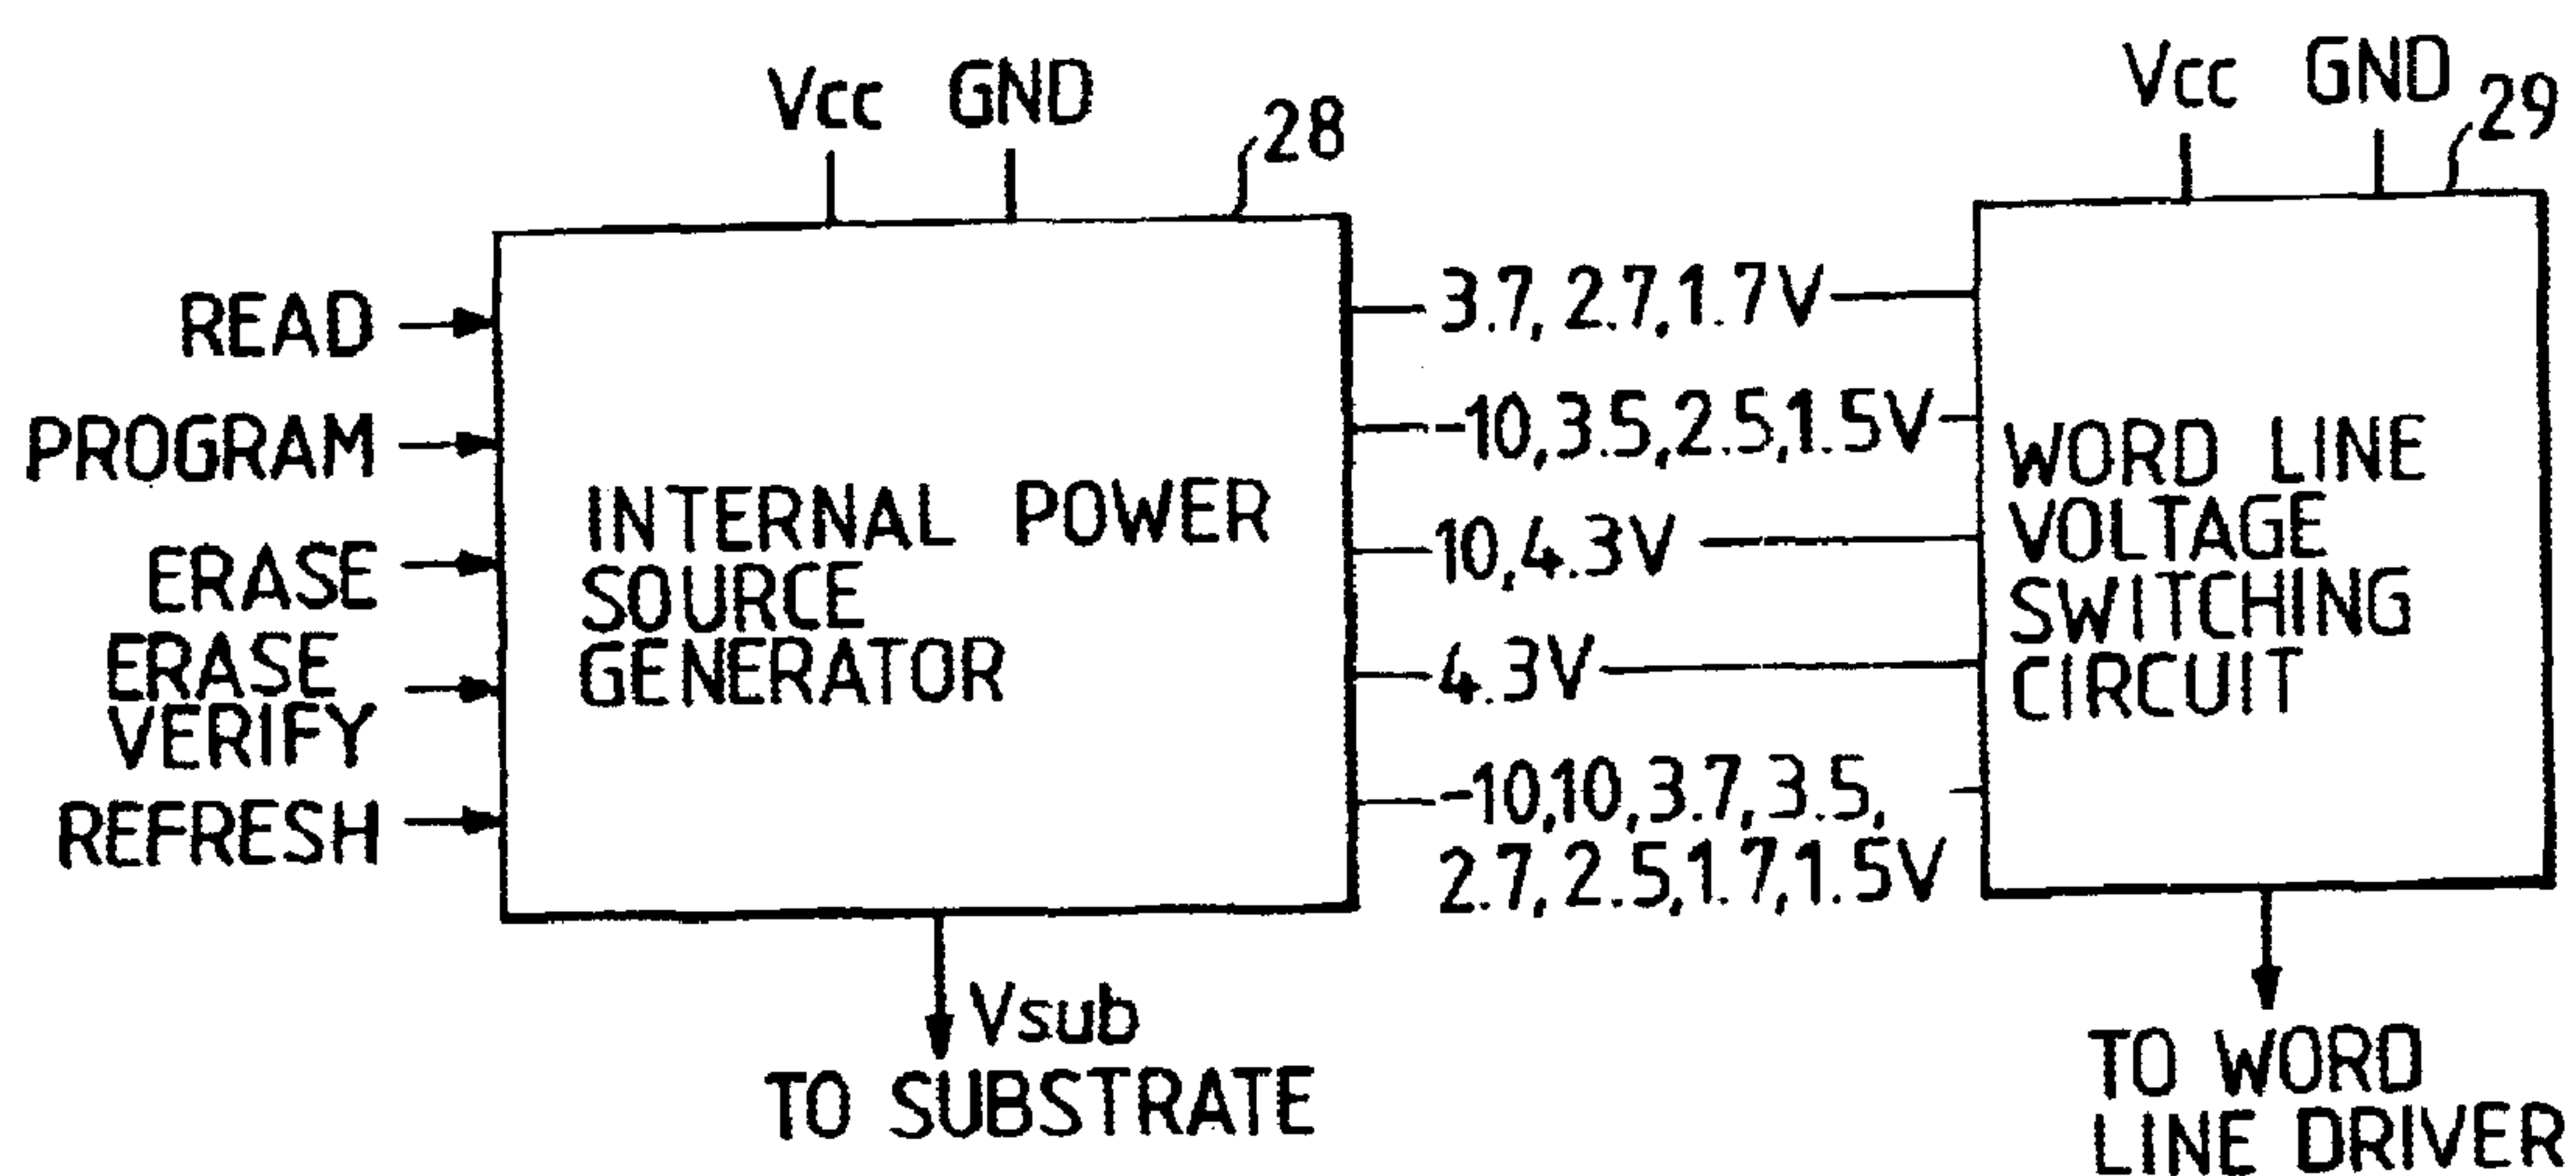 Vcc GND 28
Vcc GND 29
READ
PROGRAM
ERASE
ERASE
VERIFY
REFRESH
INTERNAL POWER
SOURCE
GENERATOR
3.7, 2.7, 1.7V
-10, 3.5, 2.5, 1.5V
10, 4.3V
4.3V
-10, 10, 3.7, 3.5,
2.7, 2.5, 1.7, 1.5V
WORD LINE
VOLTAGE
SWITCHING
CIRCUIT
Vsub
TO SUBSTRATE
TO WORD
LINE DRIVER